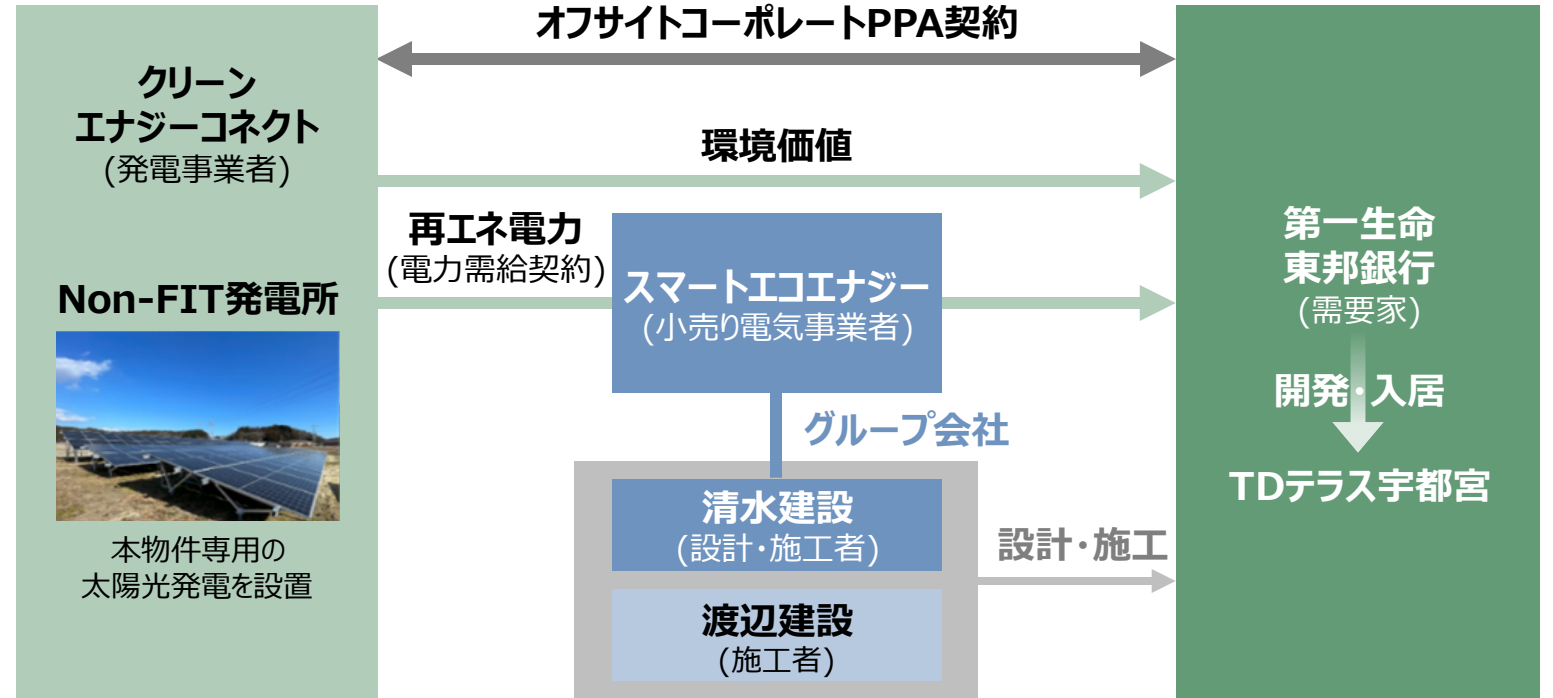 オフサイトコーポレートPPA契約
クリーン
エナジーコネクト
(発電事業者)
環境価値
再エネ電力
(電力需給契約)
Non-FIT発電所
本物件専用の
太陽光発電を設置
スマートエコエナジー
(小売り電気事業者)
グループ会社
清水建設
(設計・施工者)
渡辺建設
(施工者)
設計・施工
第一生命
東邦銀行
(需要家)
開発・入居
TDテラス宇都宮